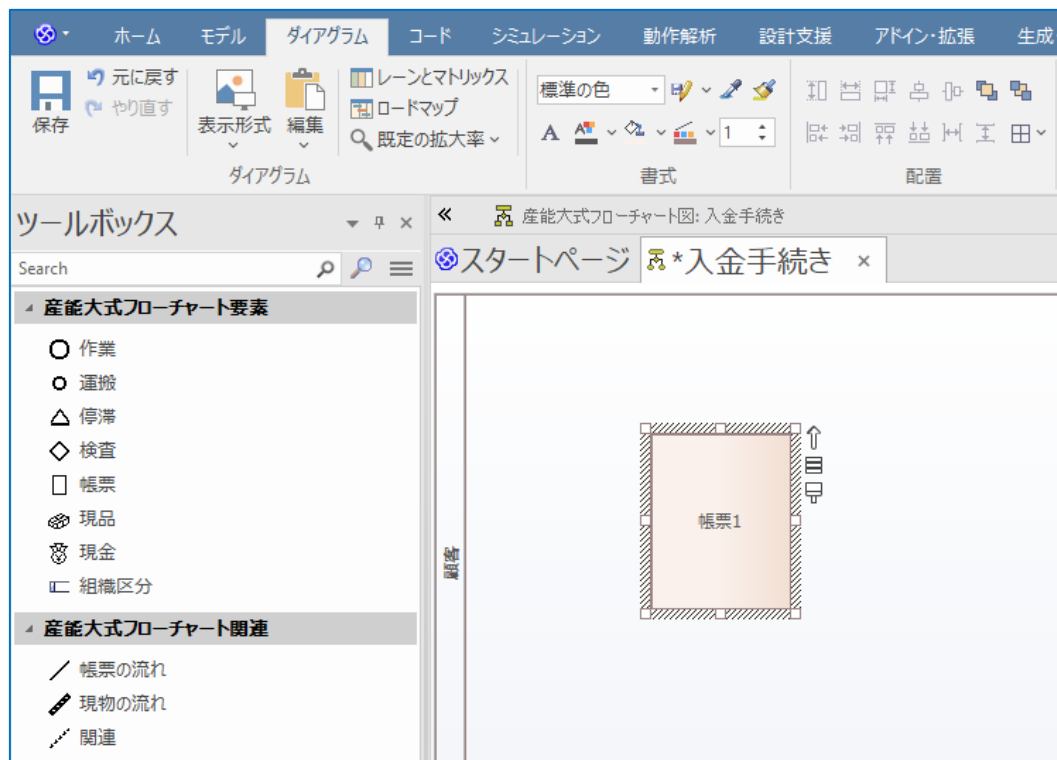 ホーム モデル ダイアグラム コード シミュレーション 動作解析 設計支援 アドイン・拡張 生成
保存
元に戻す
やり直す
表示形式
編集
レーンとマトリックス
ロードマップ
既定の拡大率
標準の色
A A 1
ダイアグラム 書式 配置
ツールボックス
Search
産能大式フローチャート要素
作業
運搬
停滞
検査
帳票
現品
現金
組織区分
産能大式フローチャート関連
帳票の流れ
現物の流れ
関連
産能大式フローチャート図: 入金手続き
スタートページ *入金手続き ×
帳票1
顧客